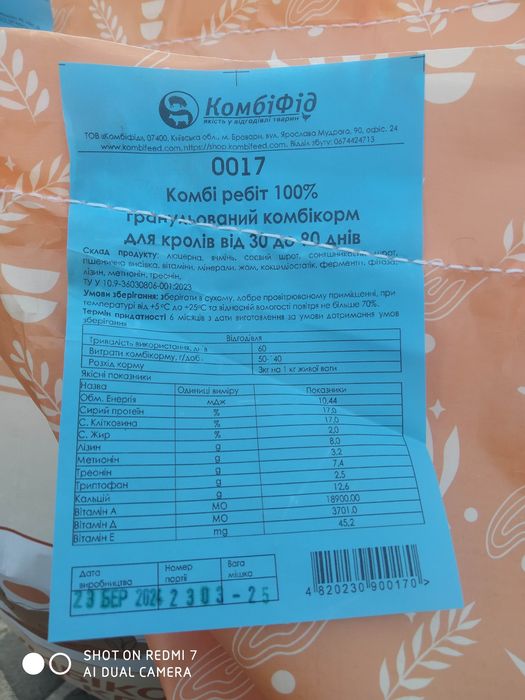 КомбіФід
якість у відгодівлі тварин
ТОВ «Комбіфід», 07400, Київська обл., м. Бровари, вул. Ярослава Мудрого, 90, офіс. 24
www.kombifeed.com, https://shop.kombifeed.com. Відділ збуту: 0674424713
0017
Комбі ребіт 100%
гранульований комбікорм
для кролів від 30 до 90 днів
Склад продукту: люцерна, ячмінь, соєвий шрот, соняшниковий шрот,
пшенична висівка, вітаміни, мінерали, жом, кокцидіостатік, ферменти, фітаза,
лізин, метіонін, треонін.
ТУ У 10.9-36030806-001:2023
Умови зберігання: зберігати в сухому, добре провітрюваному приміщенні, при
температурі від +5°C до +25°C та відносній вологості повітря не більше 70%.
Термін придатності 6 місяців з дати виготовлення за умови дотримання умов
зберігання
Відгодівля
Тривалість використання, днів 60
Витрати комбікорму, г/доб. 50- 40
Розхід корму 3кг на 1 кг живої ваги
Якісні показники
Назва Одиниці виміру Показники
Обм. Енергія мДж 10,44
Сирий протеїн % 17,0
С. Клітковина % 17,0
С. Жир % 2,0
Лізин g 8,0
Метионін g 3,2
Треонін g 7,4
Триптофан g 2,5
Кальцій g 12,6
Вітамін А МО 18900,00
Вітамін Д МО 3701,0
Вітамін Е mg 45,2
Дата виробництва Номер партії Вага мішка
23 БЕР 2024 2303 - 25
4 820230 900170 >
SHOT ON REDMI 7
AI DUAL CAMERA